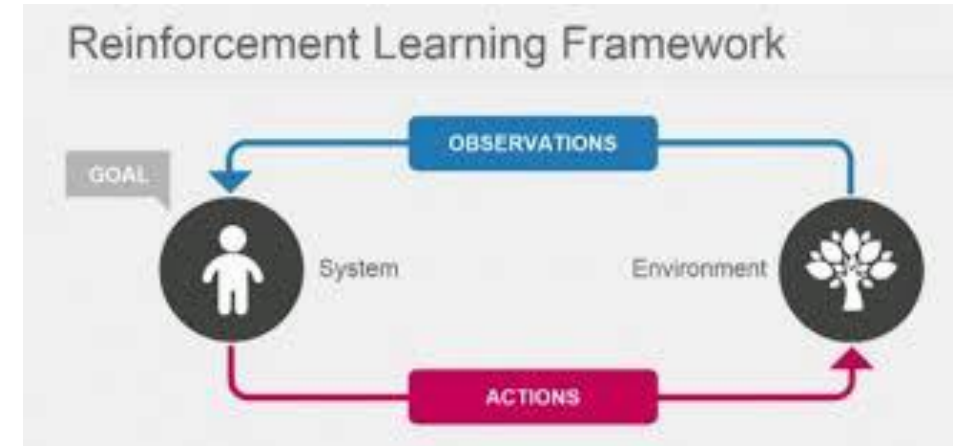 Reinforcement Learning Framework
OBSERVATIONS
GOAL
System
Environment
ACTIONS